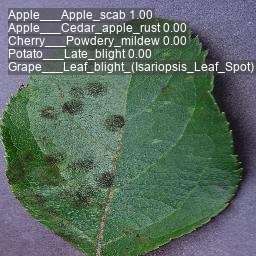 Apple___Apple_scab 1.00
Apple___Cedar_apple_rust 0.00
Cherry___Powdery_mildew 0.00
Potato___Late_blight 0.00
Grape___Leaf_blight_(Isariopsis_Leaf_Spot)